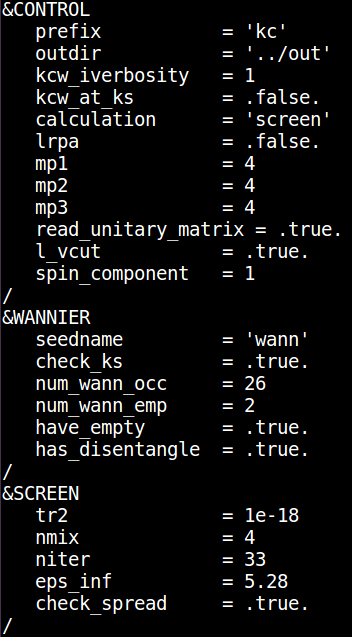 &CONTROL
   prefix           = 'kc'
   outdir           = '../out'
   kcw_iverbosity   = 1
   kcw_at_ks        = .false.
   calculation      = 'screen'
   lrpa             = .false.
   mp1              = 4
   mp2              = 4
   mp3              = 4
   read_unitary_matrix = .true.
   l_vcut           = .true.
   spin_component   = 1
/
&WANNIER
   seedname         = 'wann'
   check_ks         = .true.
   num_wann_occ     = 26
   num_wann_emp     = 2
   have_empty       = .true.
   has_disentangle  = .true.
/
&SCREEN
   tr2              = 1e-18
   nmix             = 4
   niter            = 33
   eps_inf          = 5.28
   check_spread     = .true.
/